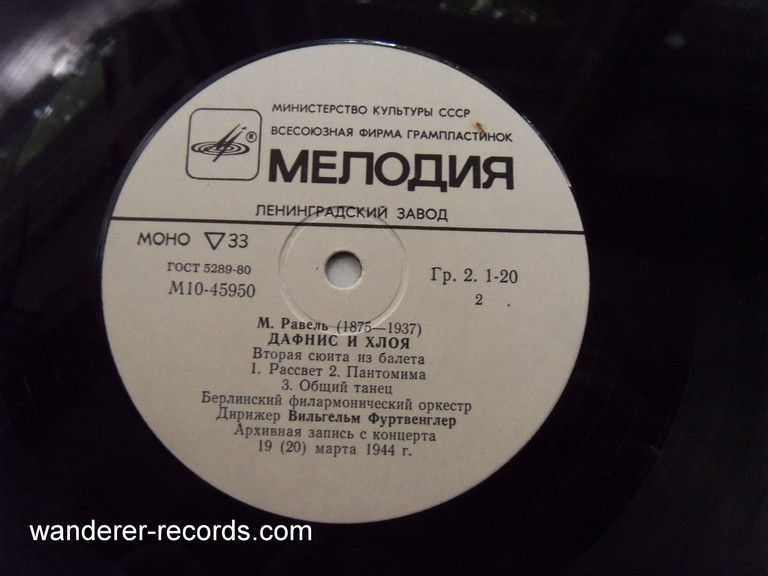 МИНИСТЕРСТВО КУЛЬТУРЫ СССР
ВСЕСОЮЗНАЯ ФИРМА ГРАМПЛАСТИНОК
®
МЕЛОДИЯ
ЛЕНИНГРАДСКИЙ ЗАВОД
МОНО ▽ 33
ГОСТ 5289-80
М10-45950
Гр. 2. 1-20
2
М. Равель (1875—1937)
ДАФНИС И ХЛОЯ
Вторая сюита из балета
1. Рассвет 2. Пантомима
3. Общий танец
Берлинский филармонический оркестр
Дирижер Вильгельм Фуртвенглер
Архивная запись с концерта
19 (20) марта 1944 г.
wanderer-records.com